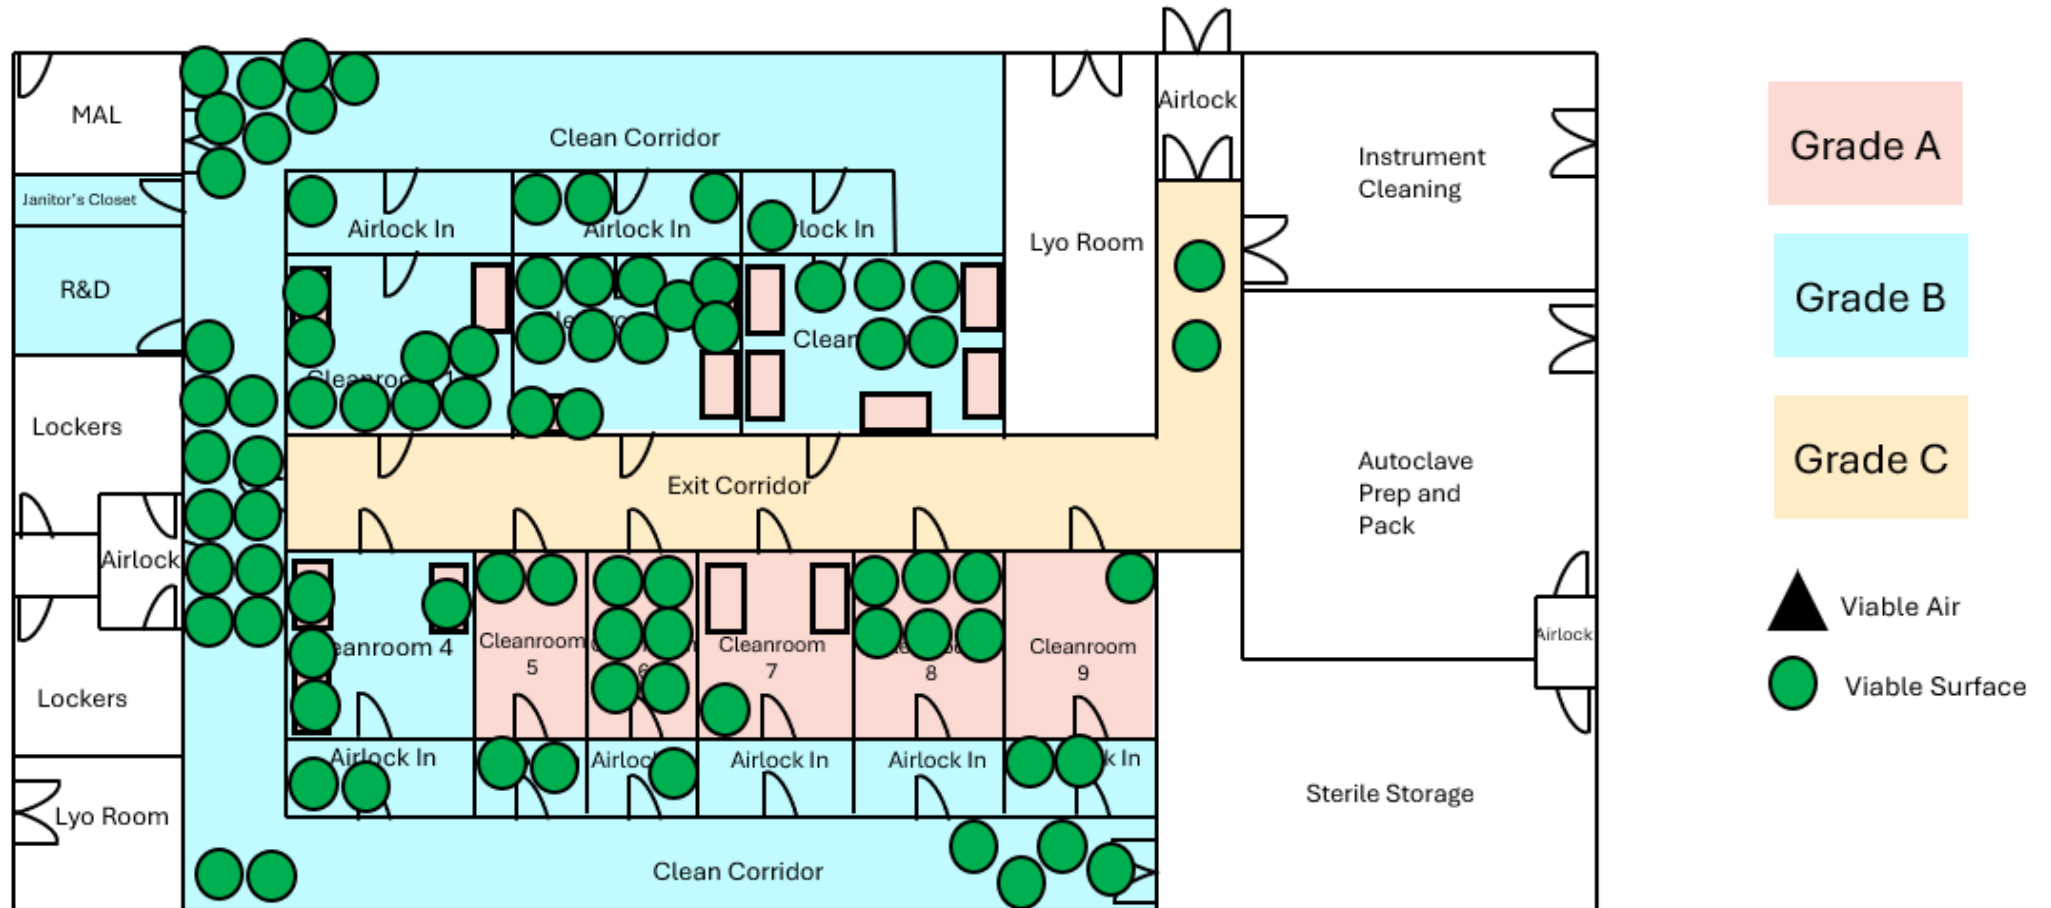 MAL
Janitor's Closet
R&D
Lockers
Airlock
Lockers
Lyo Room
Clean Corridor
Airlock In
Airlock In
lock In
Clean
Lyo Room
Airlock
Instrument
Cleaning
Exit Corridor
Autoclave
Prep and
Pack
eanroom 4
Cleanroom
5
6
Cleanroom
7
8
Cleanroom
9
Airlock In
Airloc
Airlock In
Airlock In
k In
Clean Corridor
Airlock
Sterile Storage
Grade A
Grade B
Grade C
Viable Air
Viable Surface